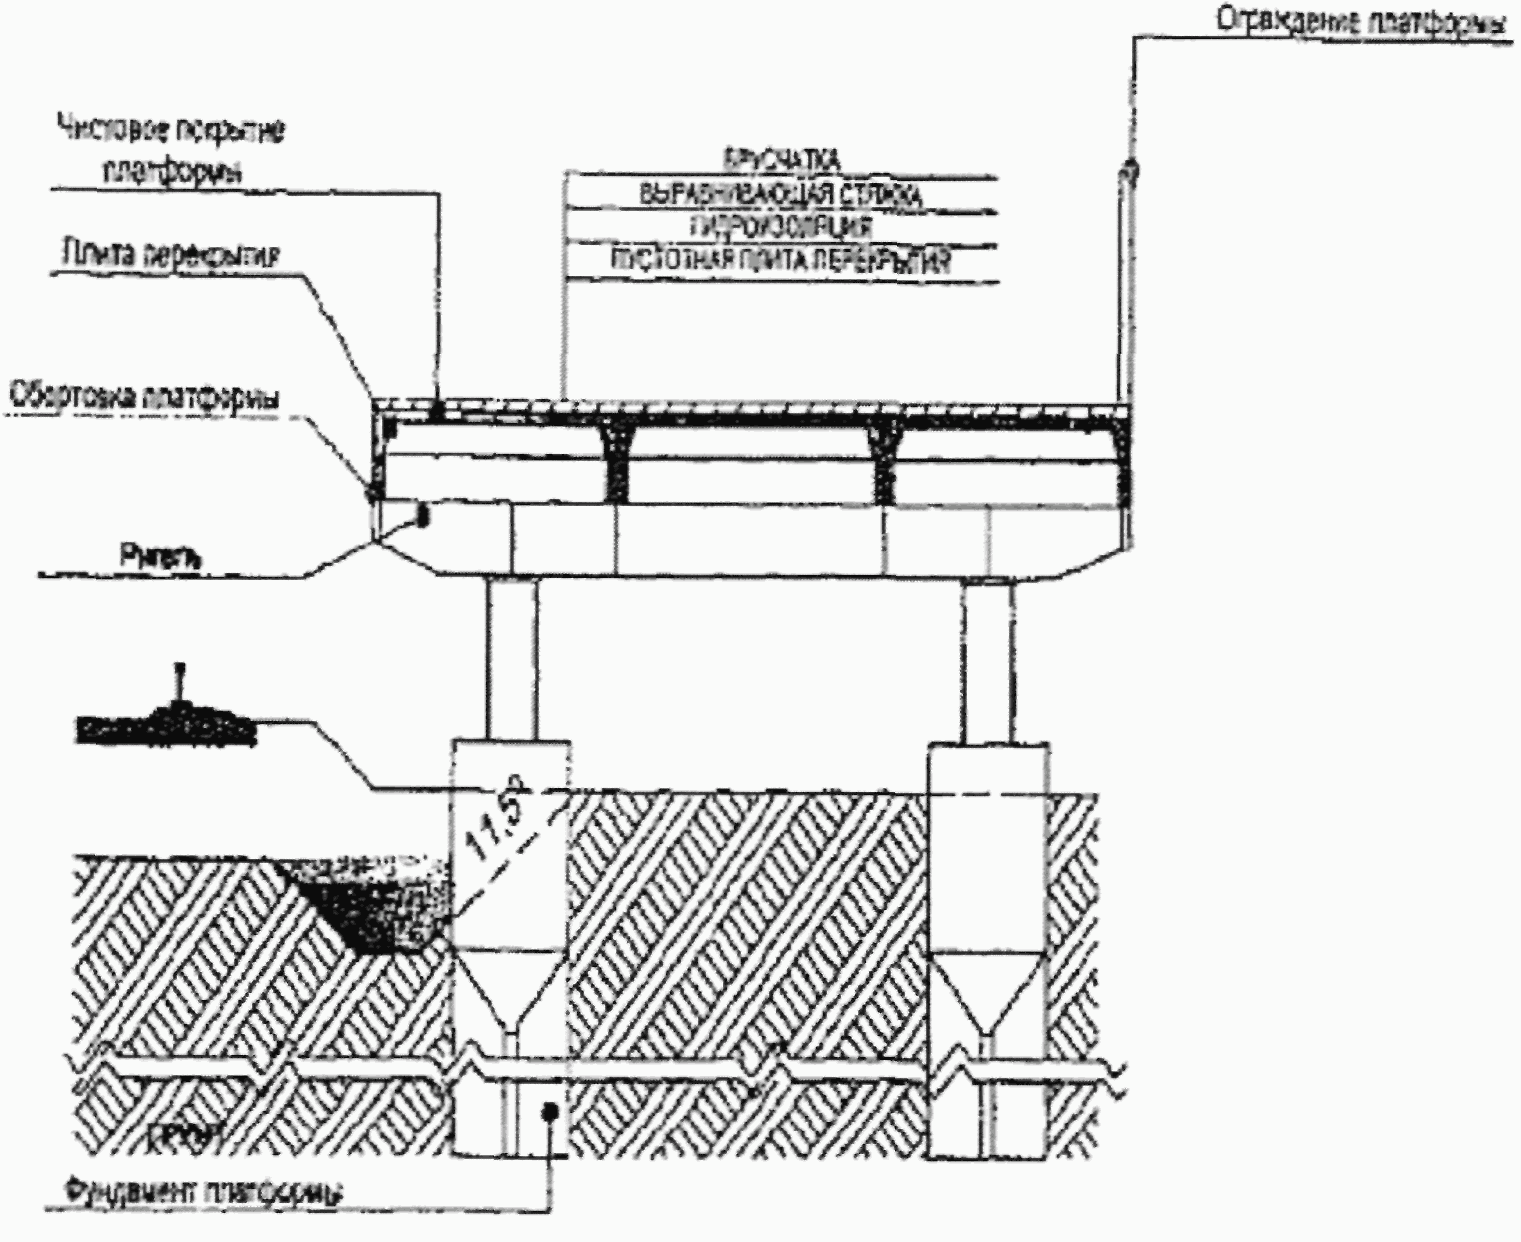 Ограждение платформы
Чистовое покрытие
платформы
БРУСЧАТКА
ВЫРАВНИВАЮЩАЯ СТЯЖКА
ГИДРОИЗОЛЯЦИЯ
ПУСТОТНАЯ ПЛИТА ПЕРЕКРЫТИЯ
Плита перекрытия
Обортовка платформы
Ригель
11,5°
ГРУНТ
Фундамент платформы